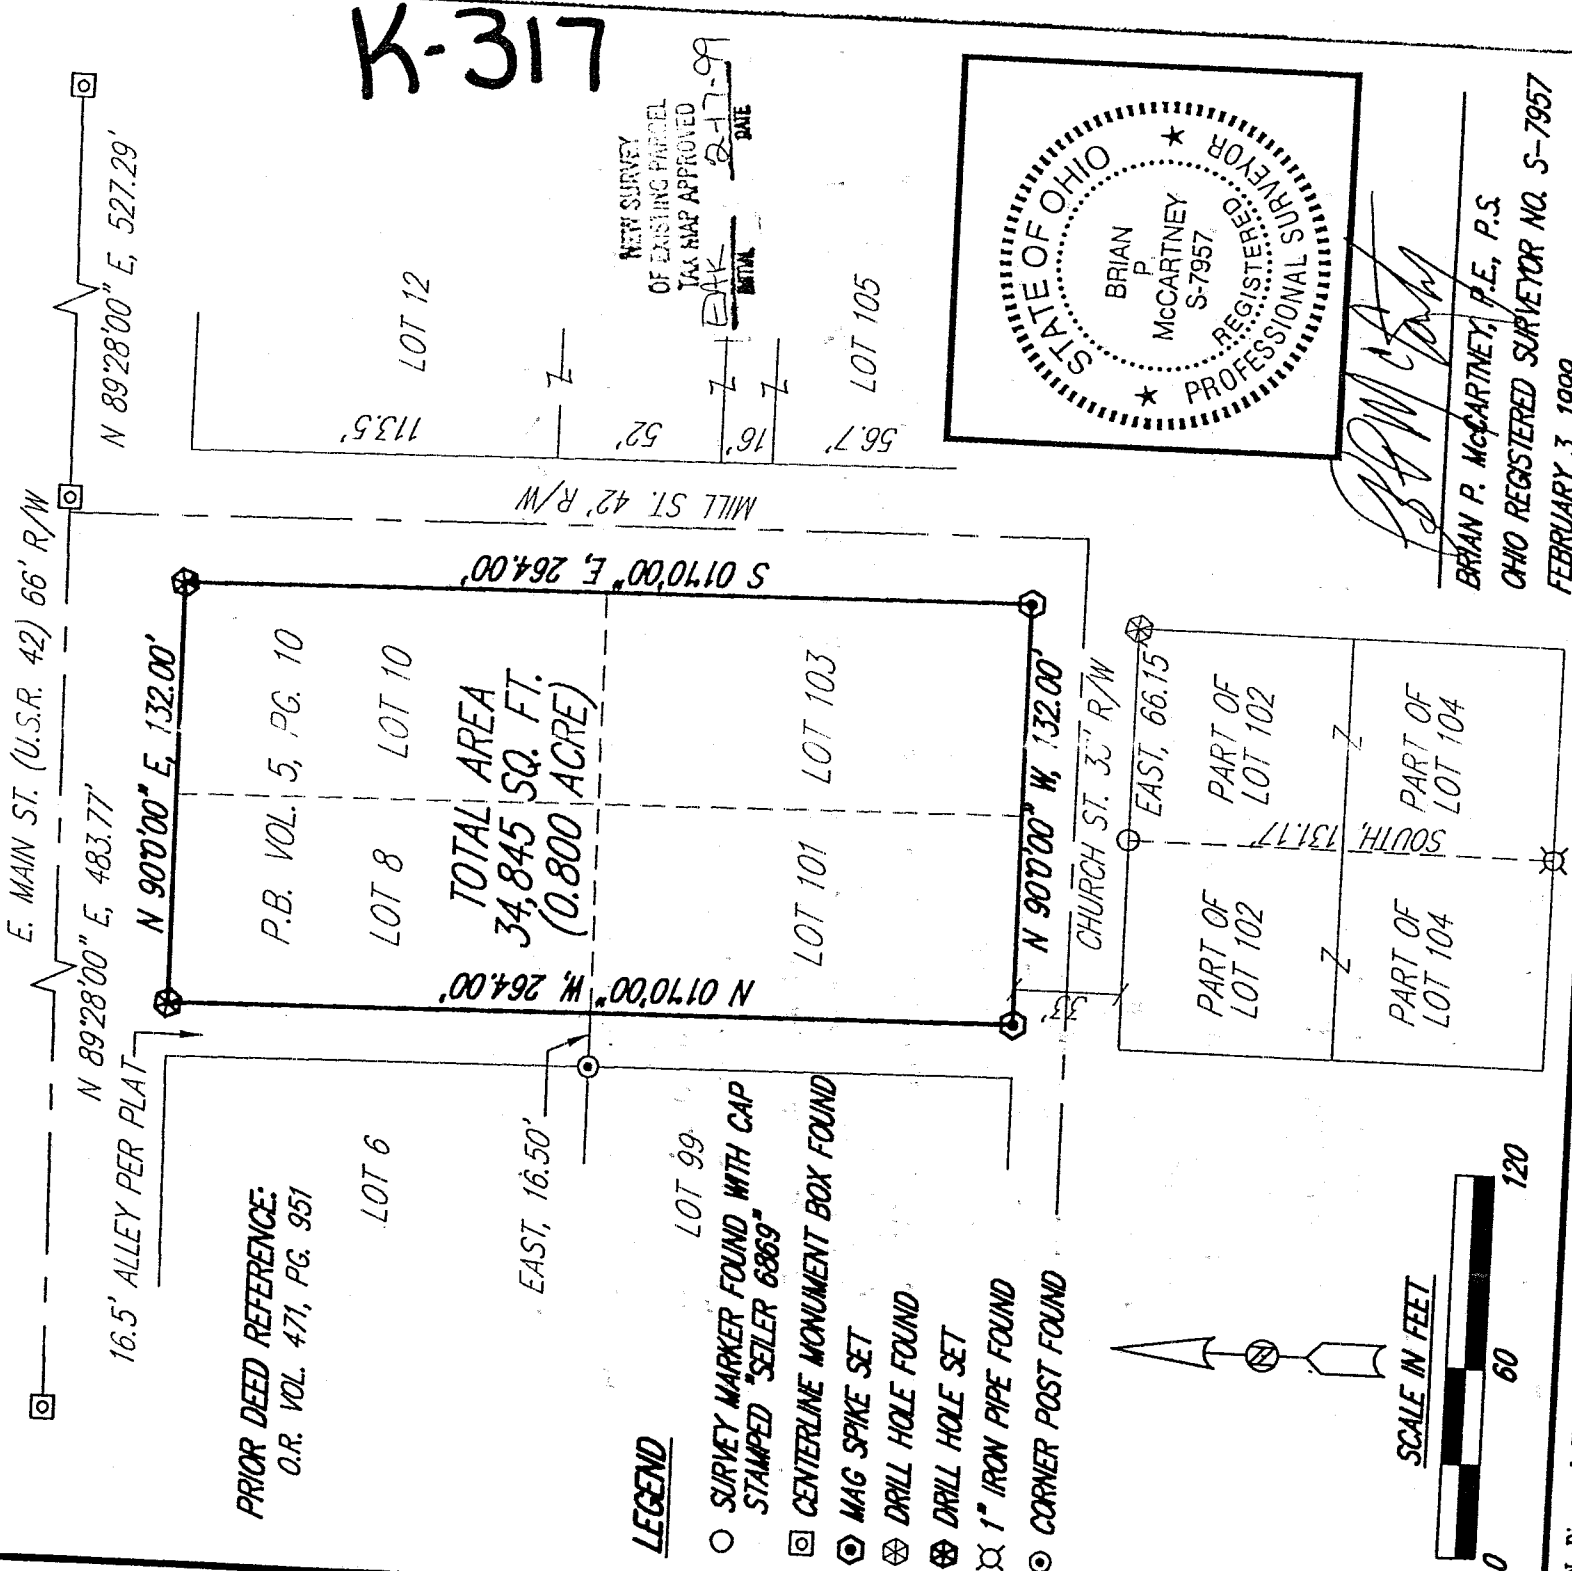 K-317
NEW SURVEY
OF EXISTING PARCEL
TAX MAP APPROVED
EAK 2-17-99
INITIAL DATE
E. MAIN ST. (U.S.R. 42) 66' R/W
N 89°28'00" E, 527.29'
N 89°28'00" E, 483.77'
16.5' ALLEY PER PLAT
N 90°0'00" E, 132.00'
P.B. VOL. 5, PG. 10
LOT 8
LOT 10
TOTAL AREA
34,845 SQ. FT.
(0.800 ACRE)
LOT 101
LOT 103
S 01°10'00" E, 264.00'
N 01°10'00" W, 264.00'
N 90°0'00" W, 132.00'
MILL ST. 42' R/W
LOT 12
113.5'
52'
16'
56.7'
LOT 105
CHURCH ST. 33' R/W
33'
EAST, 66.15'
PART OF
LOT 102
PART OF
LOT 102
PART OF
LOT 104
PART OF
LOT 104
SOUTH, 131.17'
LOT 6
EAST, 16.50'
LOT 99
PRIOR DEED REFERENCE:
O.R. VOL. 471, PG. 951
LEGEND
SURVEY MARKER FOUND WITH CAP
STAMPED "SEILER 6869"
CENTERLINE MONUMENT BOX FOUND
MAG SPIKE SET
DRILL HOLE FOUND
DRILL HOLE SET
1" IRON PIPE FOUND
CORNER POST FOUND
N
SCALE IN FEET
0 60 120
STATE OF OHIO
BRIAN
P
McCARTNEY
S-7957
REGISTERED
PROFESSIONAL SURVEYOR
BRIAN P. McCARTNEY, P.E., P.S.
OHIO REGISTERED SURVEYOR NO. S-7957
FEBRUARY 3, 1999